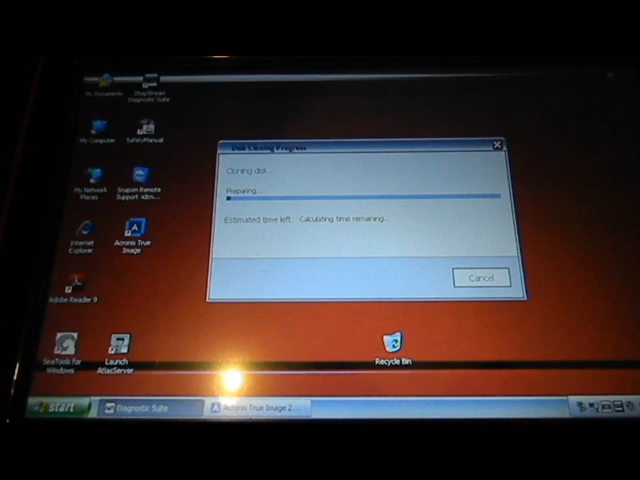 My Documents
ShopStream
Diagnostic Suite
My Computer
SafetyManual
My Network
Places
Snapon Remote
Support
Internet
Explorer
Acronis True
Image
Adobe Reader 9
SeaTools for
Windows
Launch
AtlasServer
Disk Cloning Progress
Cloning disk...
Preparing...
Estimated time left: Calculating time remaining...
Cancel
Recycle Bin
start
Diagnostic Suite
Acronis True Image 2...